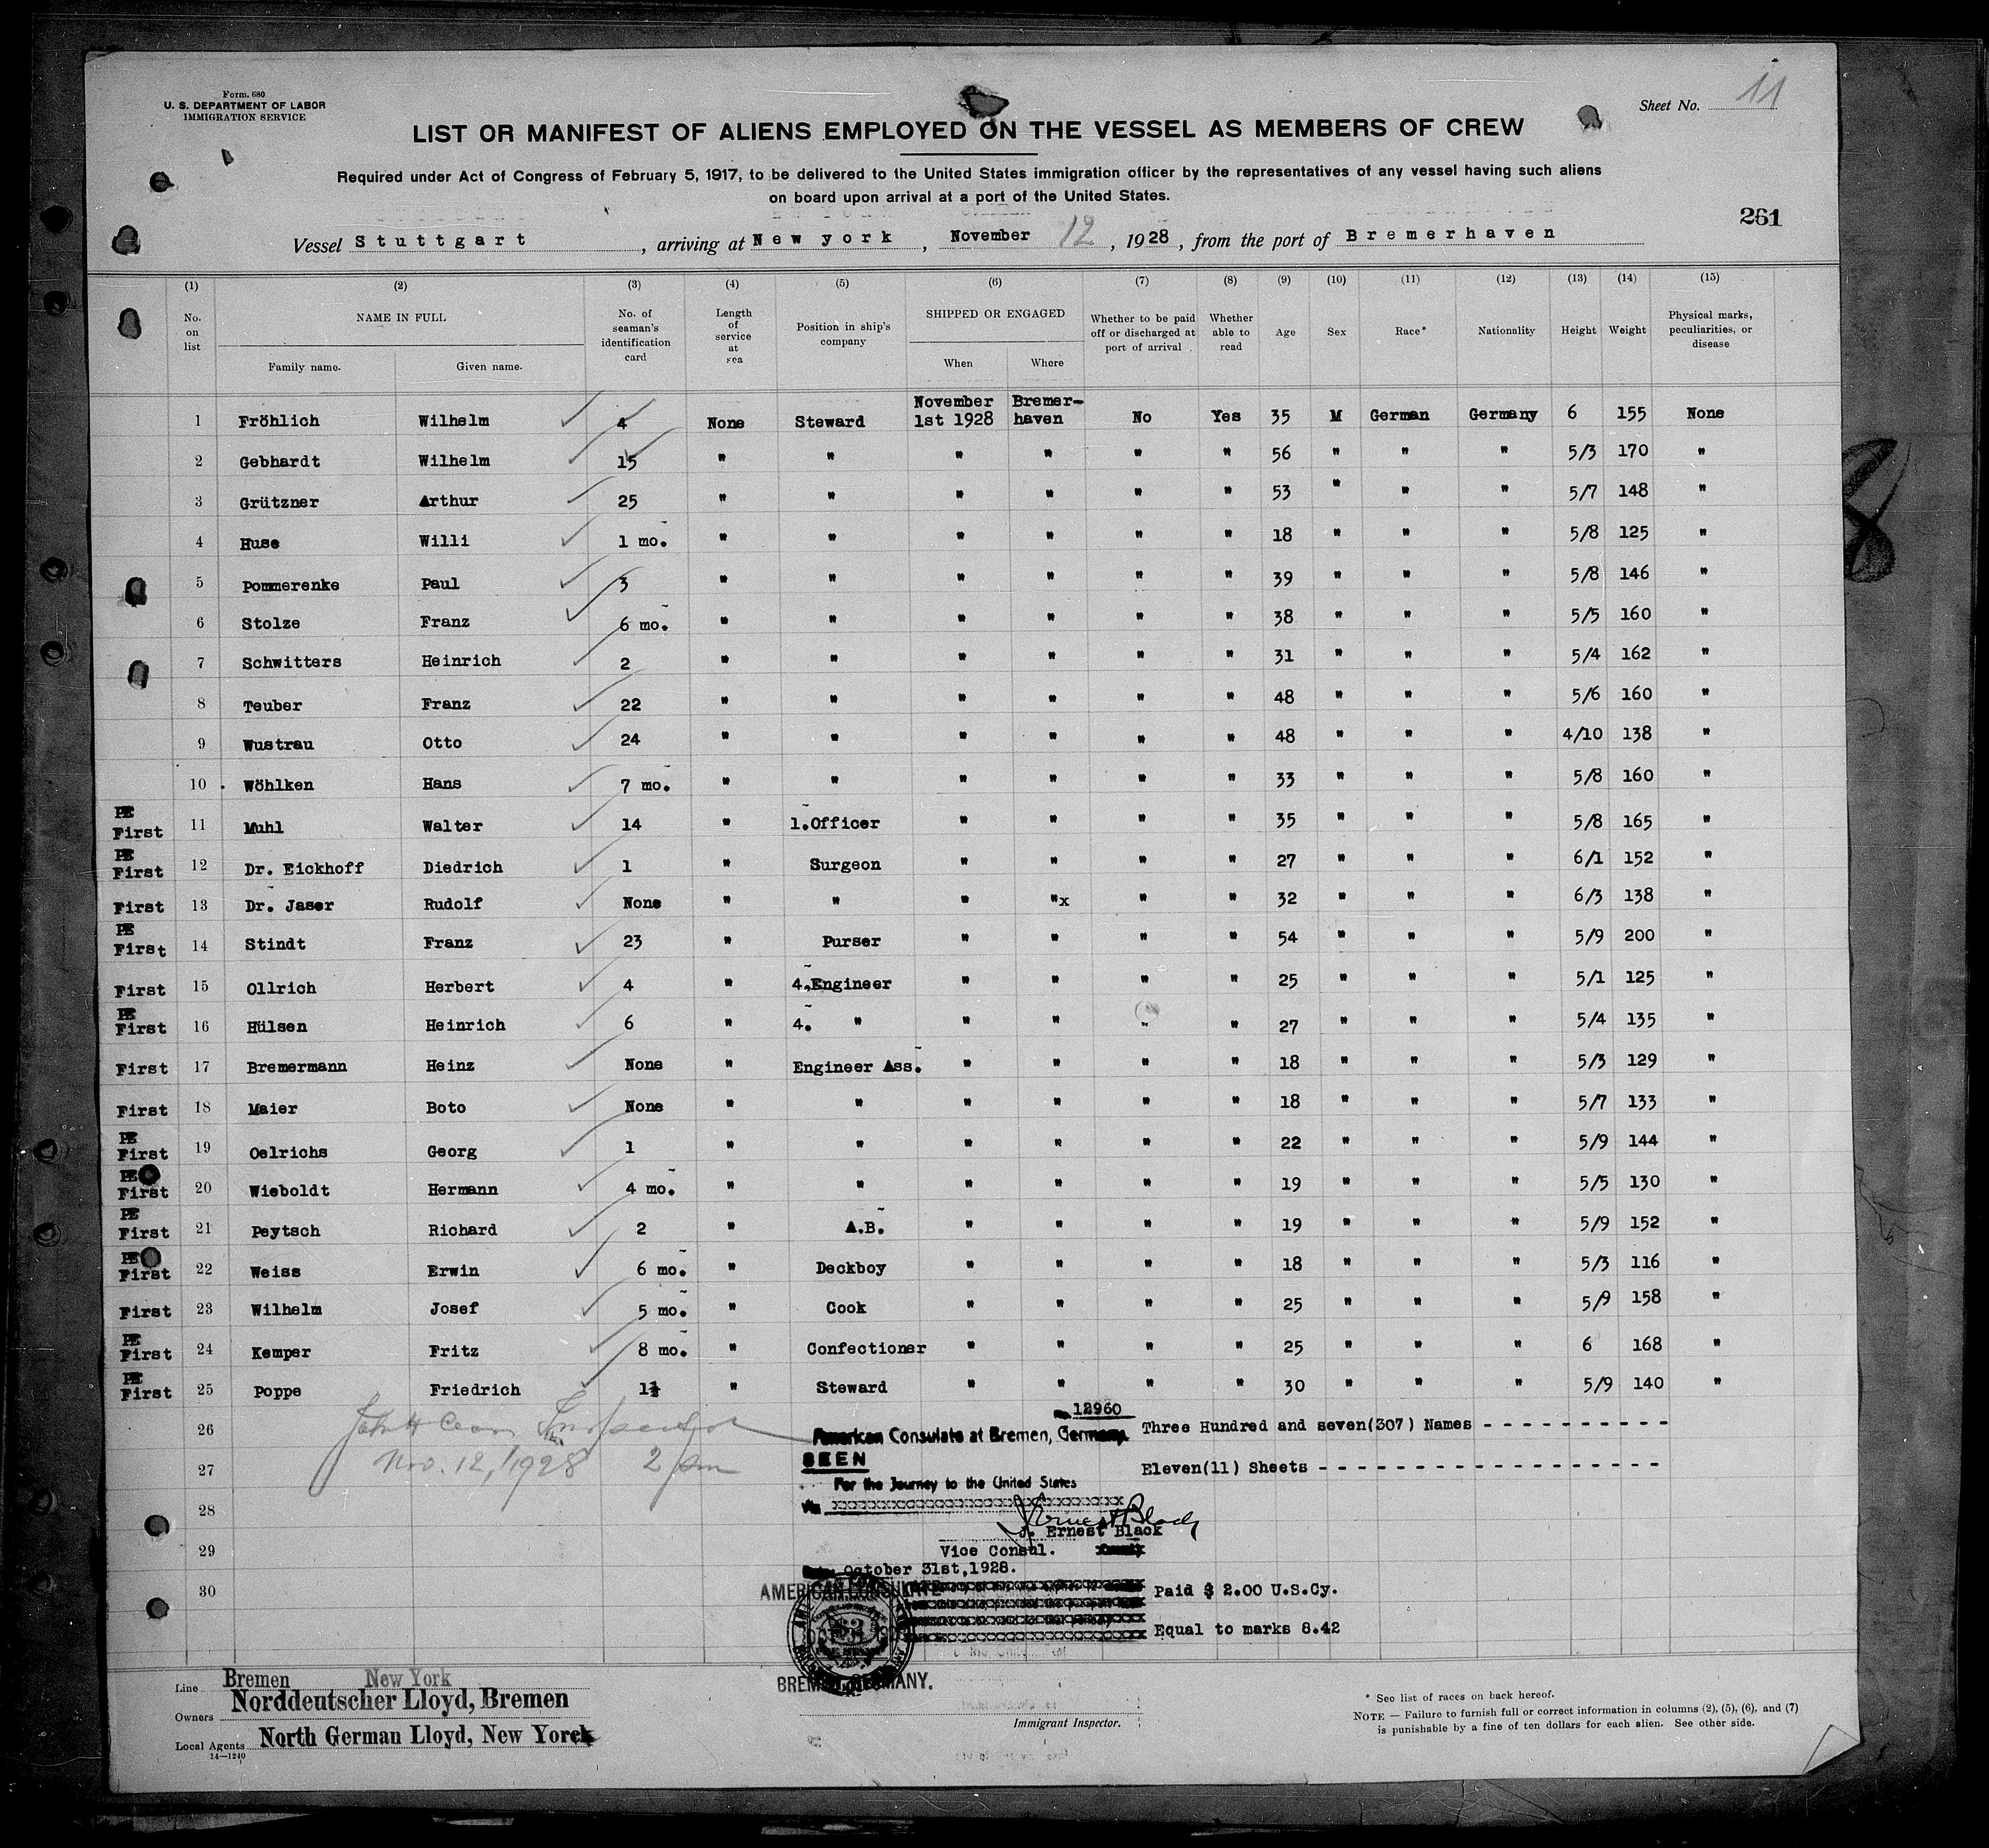 Form. 680
U. S. DEPARTMENT OF LABOR
IMMIGRATION SERVICE
Sheet No. 11
LIST OR MANIFEST OF ALIENS EMPLOYED ON THE VESSEL AS MEMBERS OF CREW
Required under Act of Congress of February 5, 1917, to be delivered to the United States immigration officer by the representatives of any vessel having such aliens
on board upon arrival at a port of the United States.
261
Vessel Stuttgart, arriving at New york, November 12, 1928, from the port of Bremerhaven
(1) (2) (3) (4) (5) (6) (7) (8) (9) (10) (11) (12) (13) (14) (15)
No. on list NAME IN FULL Family name. Given name. No. of seaman's identification card Length of service at sea Position in ship's company SHIPPED OR ENGAGED When Where Whether to be paid off or discharged at port of arrival Whether able to read Age Sex Race* Nationality Height Weight Physical marks, peculiarities, or disease
1 Fröhlich Wilhelm 4 None Steward November 1st 1928 Bremer-haven No Yes 35 M German Germany 6 155 None
2 Gebhardt Wilhelm 15 " " " " " " 56 " " " 5/3 170 "
3 Grützner Arthur 25 " " " " " " 53 " " " 5/7 148 "
4 Huse Willi 1 mo. " " " " " " 18 " " " 5/8 125 "
5 Pommerenke Paul 3 " " " " " " 39 " " " 5/8 146 "
6 Stolze Franz 6 mo. " " " " " " 38 " " " 5/5 160 "
7 Schwitters Heinrich 2 " " " " " " 31 " " " 5/4 162 "
8 Teuber Franz 22 " " " " " " 48 " " " 5/6 160 "
9 Wustrau Otto 24 " " " " " " 48 " " " 4/10 138 "
10 Wöhlken Hans 7 mo. " " " " " " 33 " " " 5/8 160 "
First 11 Muhl Walter 14 " 1.Officer " " " " 35 " " " 5/8 165 "
First 12 Dr. Eickhoff Diedrich 1 " Surgeon " " " " 27 " " " 6/1 152 "
First 13 Dr. Jaser Rudolf None " " " "x " " 32 " " " 6/3 138 "
First 14 Stindt Franz 23 " Purser " " " " 54 " " " 5/9 200 "
First 15 Ollrich Herbert 4 " 4.Engineer " " " " 25 " " " 5/1 125 "
First 16 Hülsen Heinrich 6 " 4. " " " " " 27 " " " 5/4 135 "
First 17 Bremermann Heinz None " Engineer Ass. " " " " 18 " " " 5/3 129 "
First 18 Maier Boto None " " " " " " 18 " " " 5/7 133 "
First 19 Oelrichs Georg 1 " " " " " " 22 " " " 5/9 144 "
First 20 Wieboldt Hermann 4 mo. " " " " " " 19 " " " 5/5 130 "
First 21 Peytsch Richard 2 " A.B. " " " " 19 " " " 5/9 152 "
First 22 Weiss Erwin 6 mo. " Deckboy " " " " 18 " " " 5/3 116 "
First 23 Wilhelm Josef 5 mo. " Cook " " " " 25 " " " 5/9 158 "
First 24 Kemper Fritz 8 mo. " Confectioner " " " " 25 " " " 6 168 "
First 25 Poppe Friedrich 1½ " Steward " " " " 30 " " " 5/9 140 "
12960
26 John H Inspector American Consulate at Bremen, Germany. Three Hundred and seven(307) Names - - - - - - - - - -
Nov. 12, 1928 2 pm
SEEN
27 Eleven(11) Sheets - - - - - - - - - - - - - - - - -
For the Journey to the United States
28 Via xxxxxxxxxxxxxxxxxxxxxxxxxxx
J. Ernest Black
29 Vice Consul.
October 31st,1928.
30 AMERICAN CONSULATE Paid $ 2.00 U.S.Cy.
Equal to marks 8.42
BREMEN, GERMANY.
Line Bremen New York
Owners Norddeutscher Lloyd, Bremen
Local Agents North German Lloyd, New York
14—1240
Immigrant Inspector.
* See list of races on back hereof.
NOTE — Failure to furnish full or correct information in columns (2), (5), (6), and (7)
is punishable by a fine of ten dollars for each alien. See other side.
8